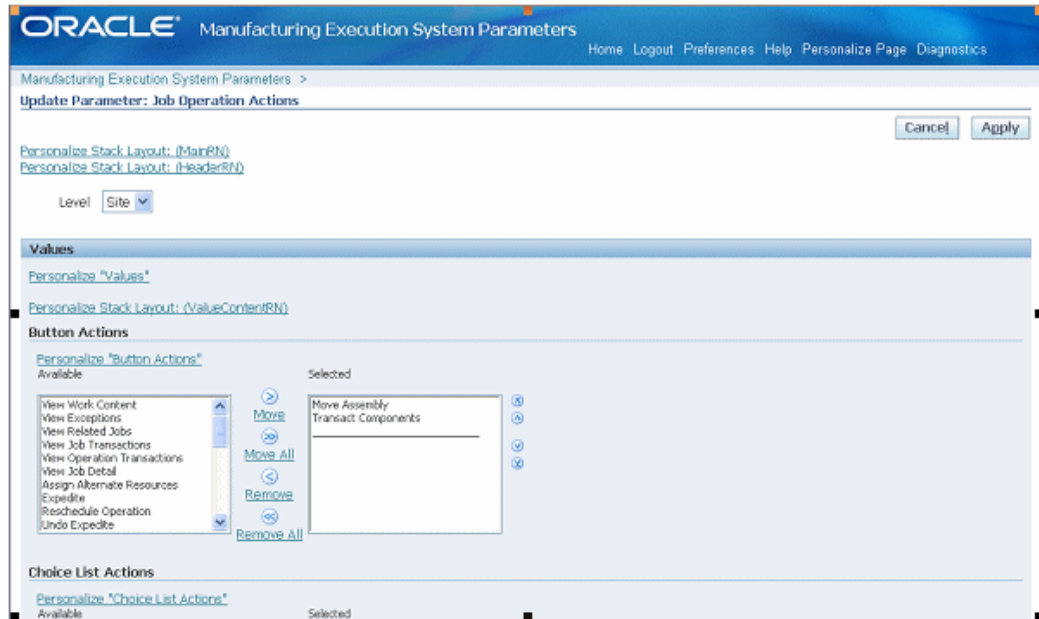 ORACLE® Manufacturing Execution System Parameters
Home Logout Preferences Help Personalize Page Diagnostics
Manufacturing Execution System Parameters >
Update Parameter: Job Operation Actions
Cancel Apply
Personalize Stack Layout: (MainRN)
Personalize Stack Layout: (HeaderRN)
Level Site
Values
Personalize "Values"
Personalize Stack Layout: (ValueContentRN)
Button Actions
Personalize "Button Actions"
Available Selected
View Work Content
View Exceptions
View Related Jobs
View Job Transactions
View Operation Transactions
View Job Detail
Assign Alternate Resources
Expedite
Reschedule Operation
Undo Expedite
Move
Move All
Remove
Remove All
Move Assembly
Transact Components
Choice List Actions
Personalize "Choice List Actions"
Available Selected